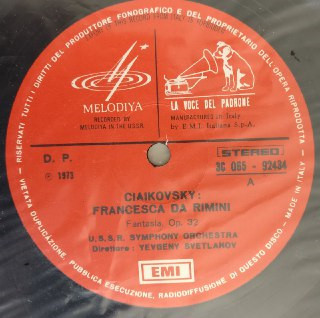 RISERVATI TUTTI I DIRITTI DEL PRODUTTORE FONOGRAFICO E DEL PROPRIETARIO DELL'OPERA RIPRODOTTA
MELODIYA
RECORDED BY
MELODIYA IN THE U.S.S.R.
LA VOCE DEL PADRONE
MANUFACTURED in Italy
by E.M.I. Italiana s.p.A.
D. P.
STEREO
℗ 1973
3C 065 - 92484
A
CIAIKOVSKY:
FRANCESCA DA RIMINI
Fantasia, Op. 32
U.S.S.R. SYMPHONY ORCHESTRA
Direttore: YEVGENY SVETLANOV
EMI
VIETATA DUPLICAZIONE, PUBBLICA ESECUZIONE, RADIODIFFUSIONE DI QUESTO DISCO - MADE IN ITALY